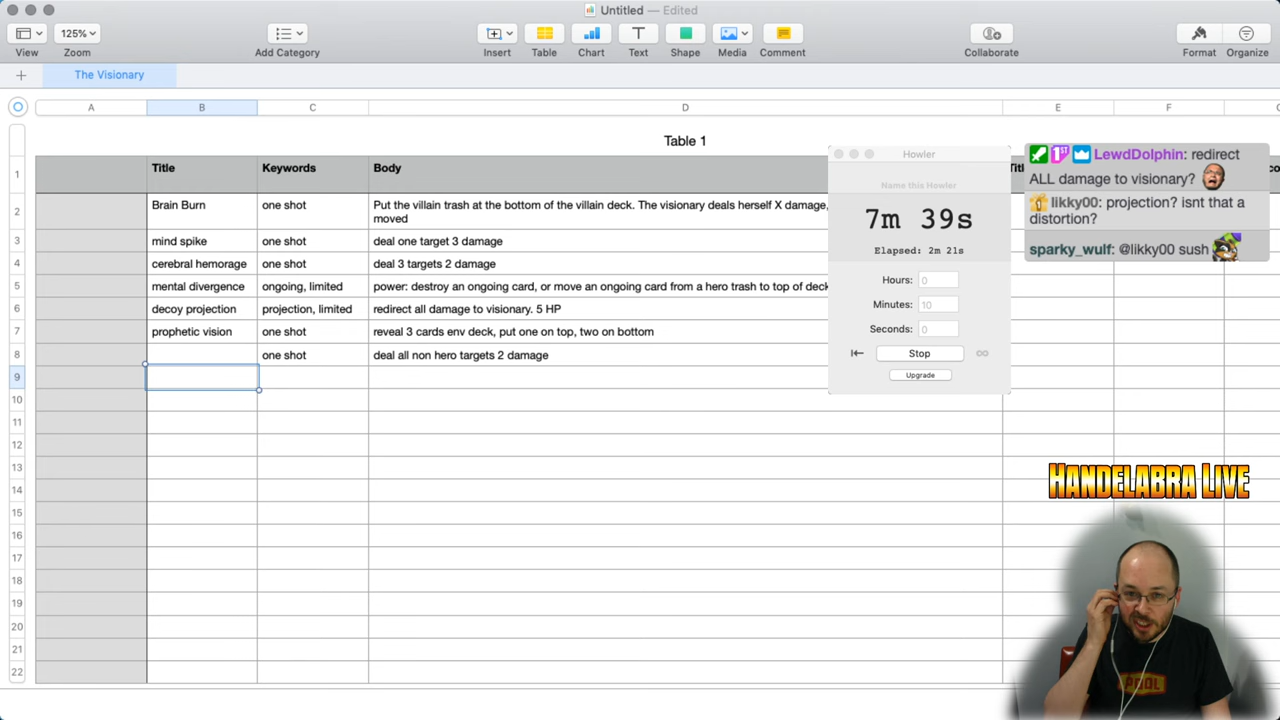 Untitled — Edited
125%
View
Zoom
Add Category
Insert
Table
Chart
Text
Shape
Media
Comment
Collaborate
Format
Organize
The Visionary
A
B
C
D
E
F
Table 1
1
Title
Keywords
Body
2
Brain Burn
one shot
Put the villain trash at the bottom of the villain deck. The visionary deals herself X damage,
moved
3
mind spike
one shot
deal one target 3 damage
4
cerebral hemorage
one shot
deal 3 targets 2 damage
5
mental divergence
ongoing, limited
power: destroy an ongoing card, or move an ongoing card from a hero trash to top of deck
6
decoy projection
projection, limited
redirect all damage to visionary. 5 HP
7
prophetic vision
one shot
reveal 3 cards env deck, put one on top, two on bottom
8
one shot
deal all non hero targets 2 damage
9
10
11
12
13
14
15
16
17
18
19
20
21
22
Howler
Name this Howler
7m 39s
Elapsed: 2m 21s
Hours: 0
Minutes: 10
Seconds: 0
Stop
Upgrade
LewdDolphin: redirect
ALL damage to visionary?
likky00: projection? isnt that a
distortion?
sparky_wulf: @likky00 sush
HANDELABRA LIVE